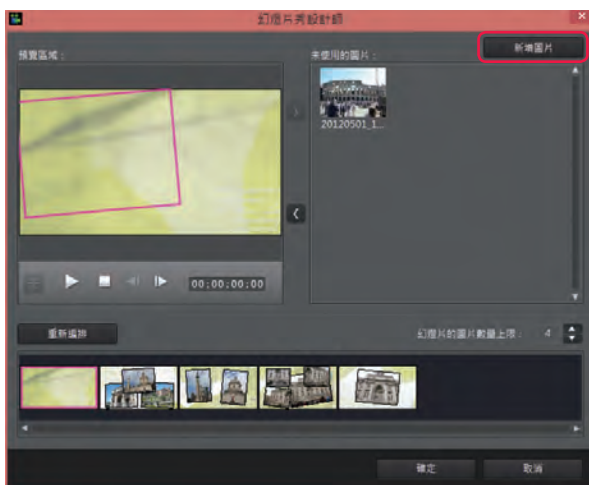 幻燈片秀設計師
預覽區域：
未使用的圖片：
新增圖片
20120501_1...
00:00:00:00
重新編排
幻燈片的圖片數量上限： 4
確定
取消